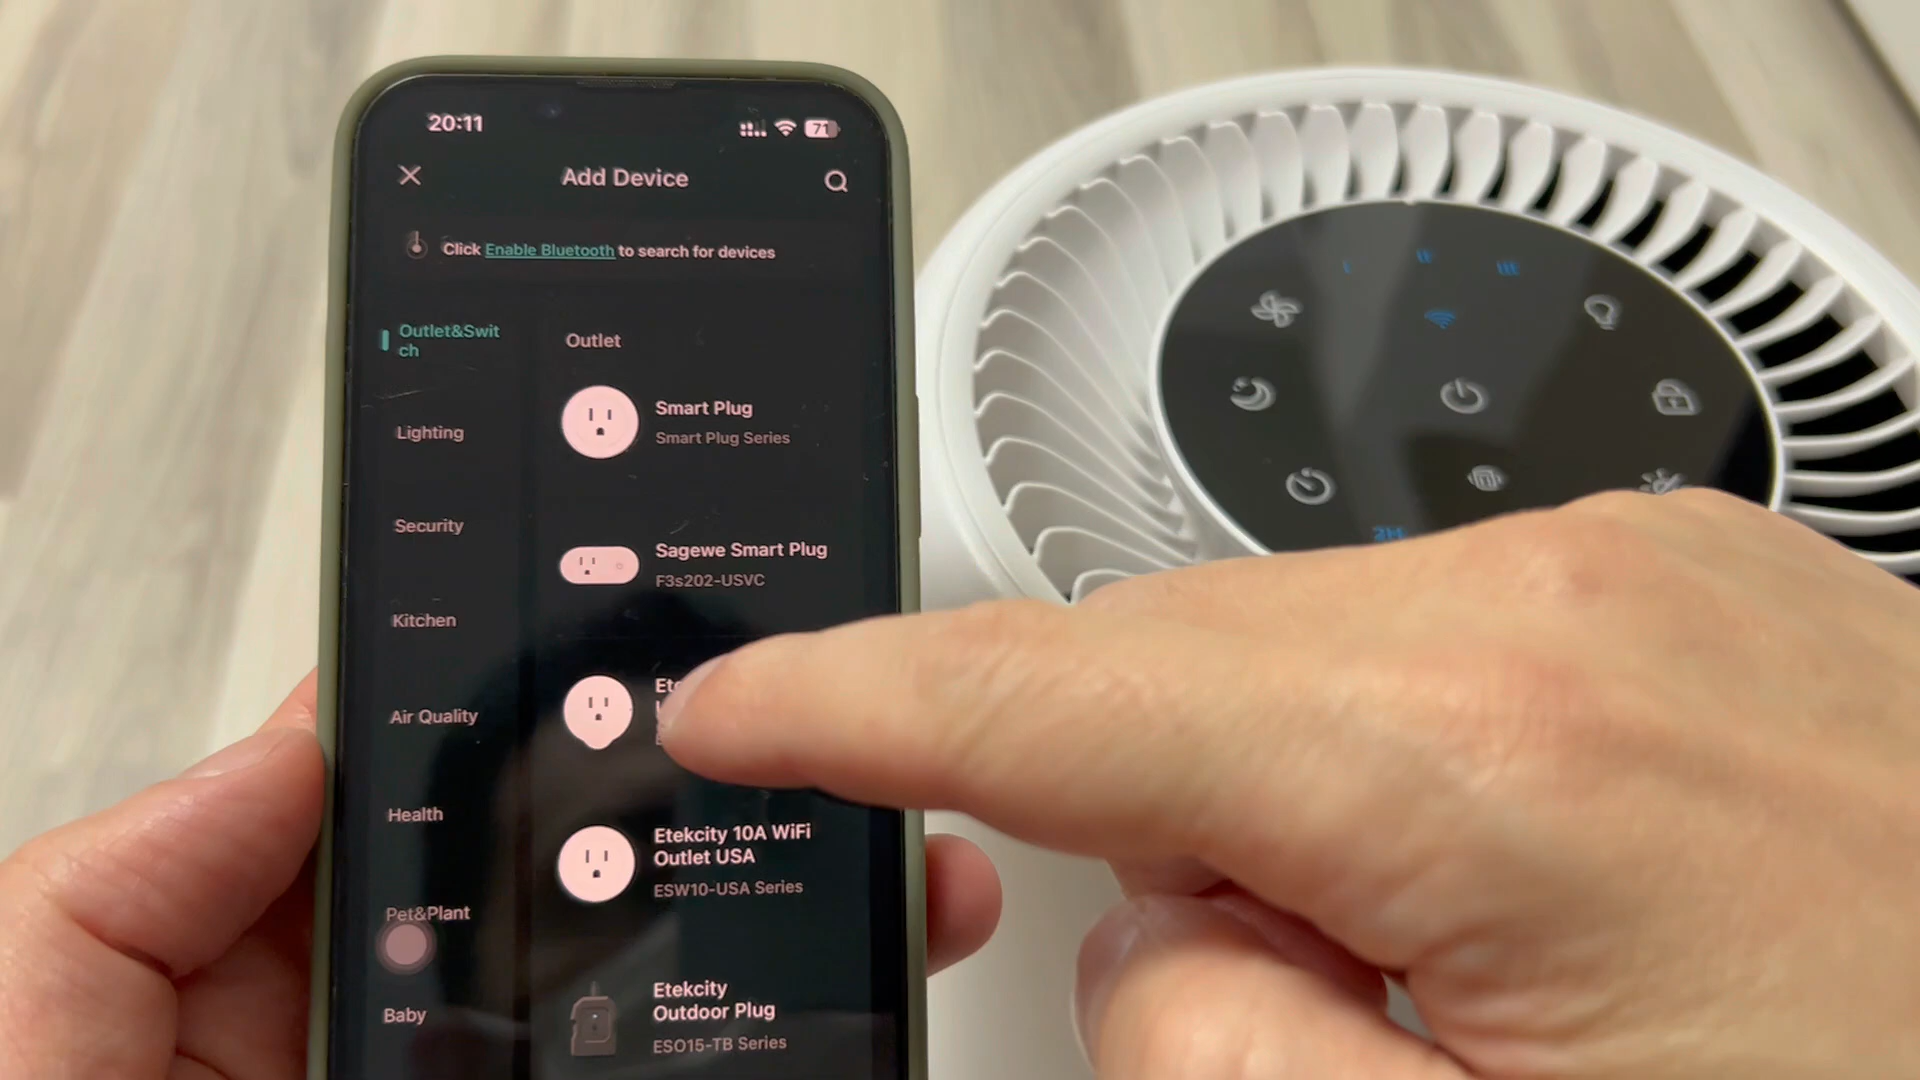 20:11
71
Add Device
Click Enable Bluetooth to search for devices
Outlet&Swit
ch
Lighting
Security
Kitchen
Air Quality
Health
Pet&Plant
Baby
Outlet
Smart Plug
Smart Plug Series
Sagewe Smart Plug
F3s202-USVC
Etekcity 10A WiFi
Outlet USA
ESW10-USA Series
Etekcity
Outdoor Plug
ESO15-TB Series
2H